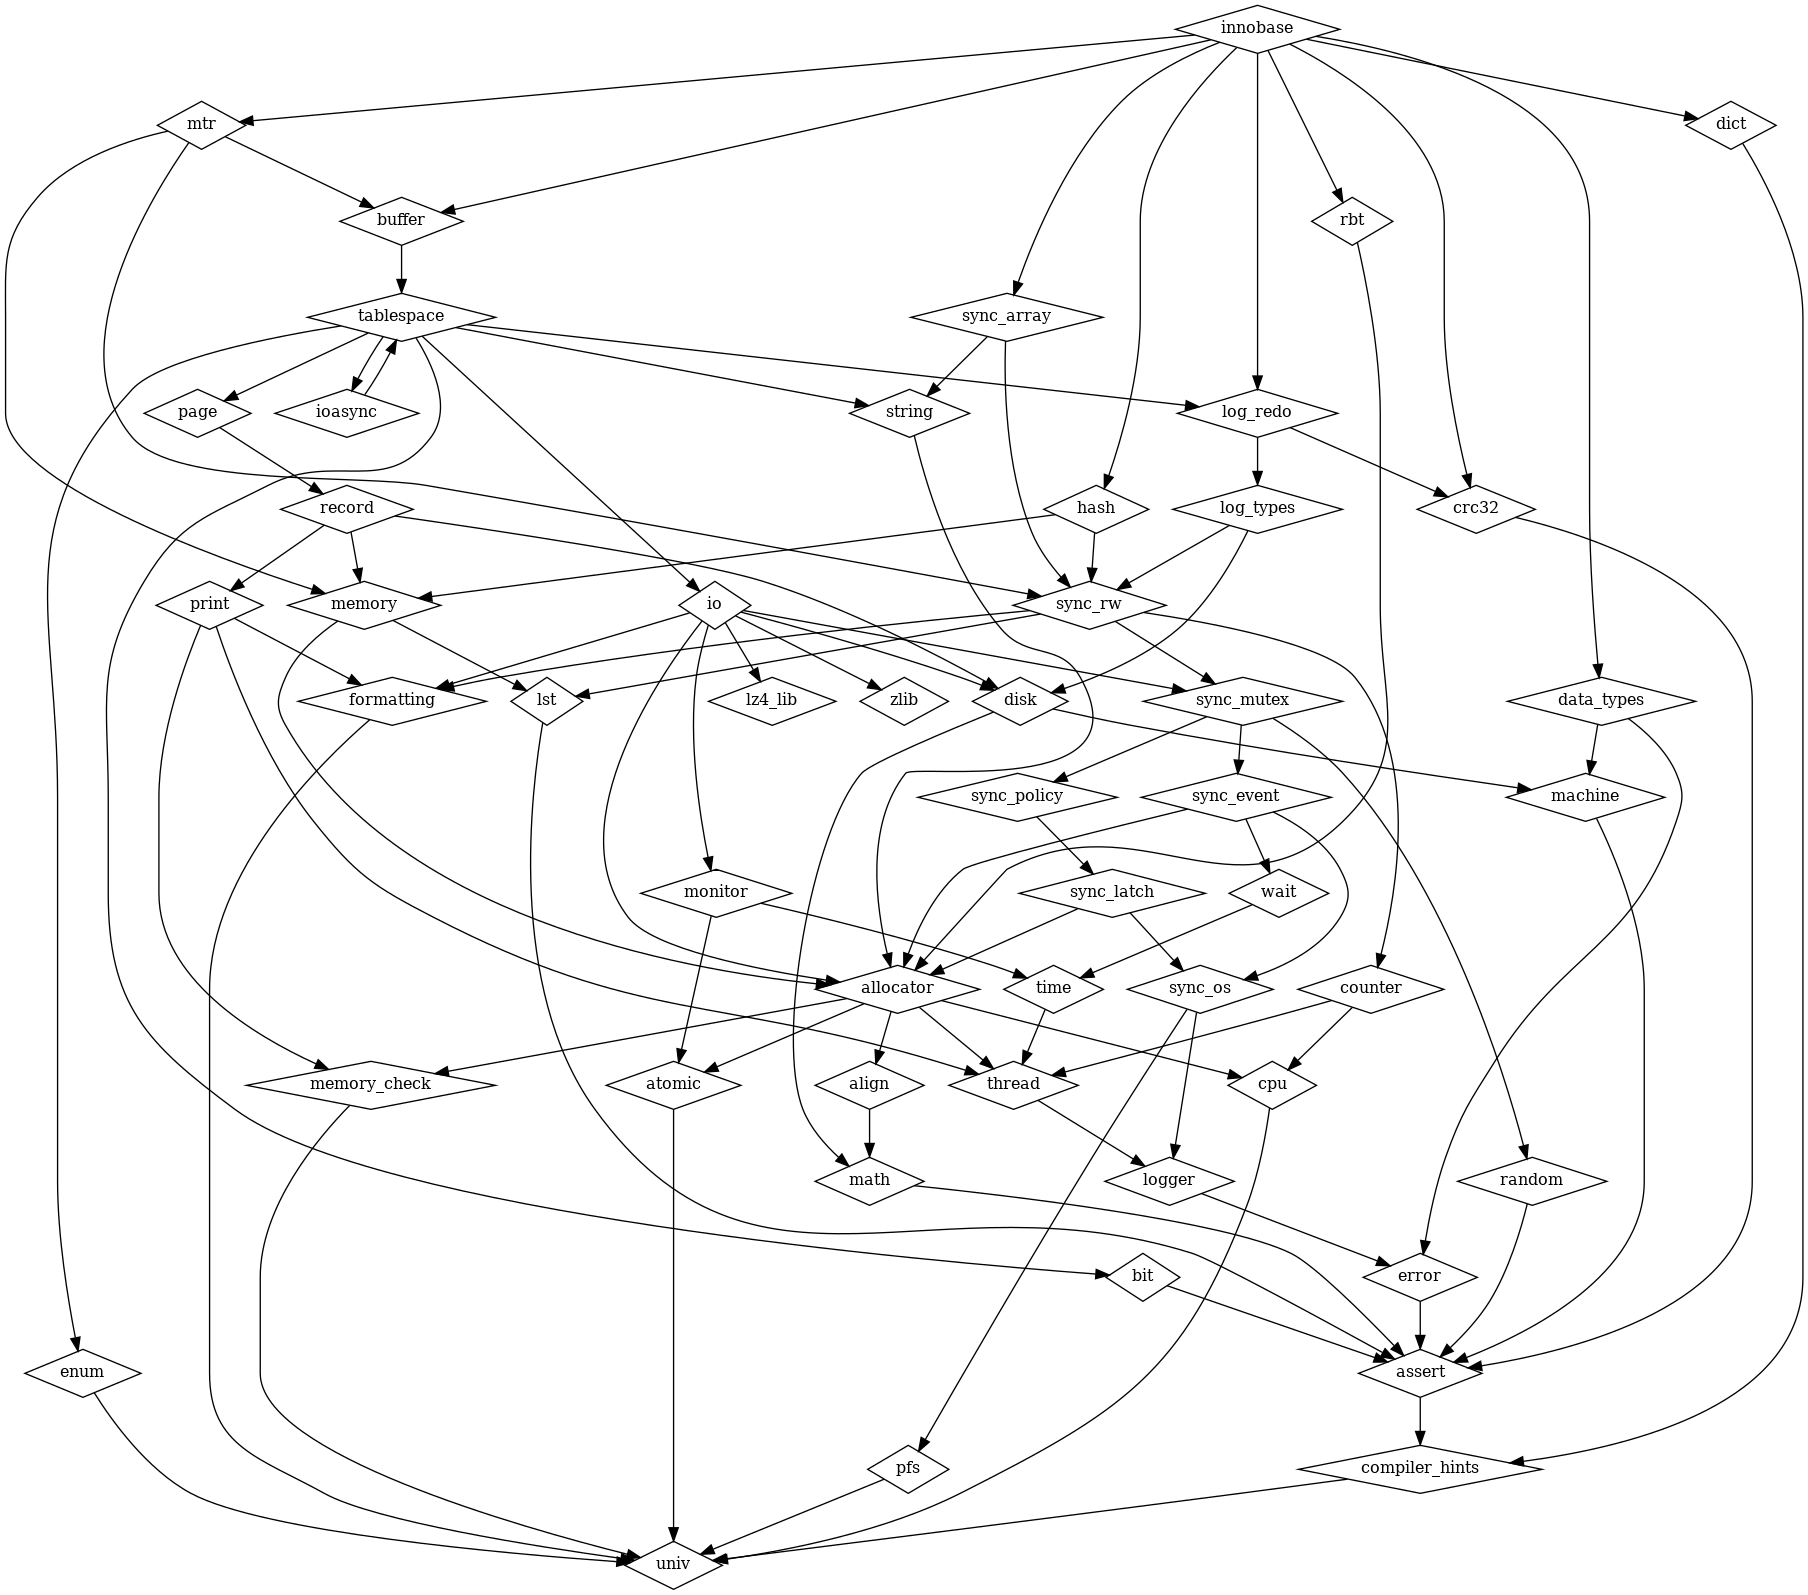 innobase
mtr
dict
buffer
rbt
tablespace
sync_array
page
ioasync
string
log_redo
record
hash
log_types
crc32
print
memory
io
sync_rw
formatting
lst
lz4_lib
zlib
disk
sync_mutex
data_types
sync_policy
sync_event
machine
monitor
sync_latch
wait
allocator
time
sync_os
counter
memory_check
atomic
align
thread
cpu
math
logger
random
bit
error
enum
assert
pfs
compiler_hints
univ